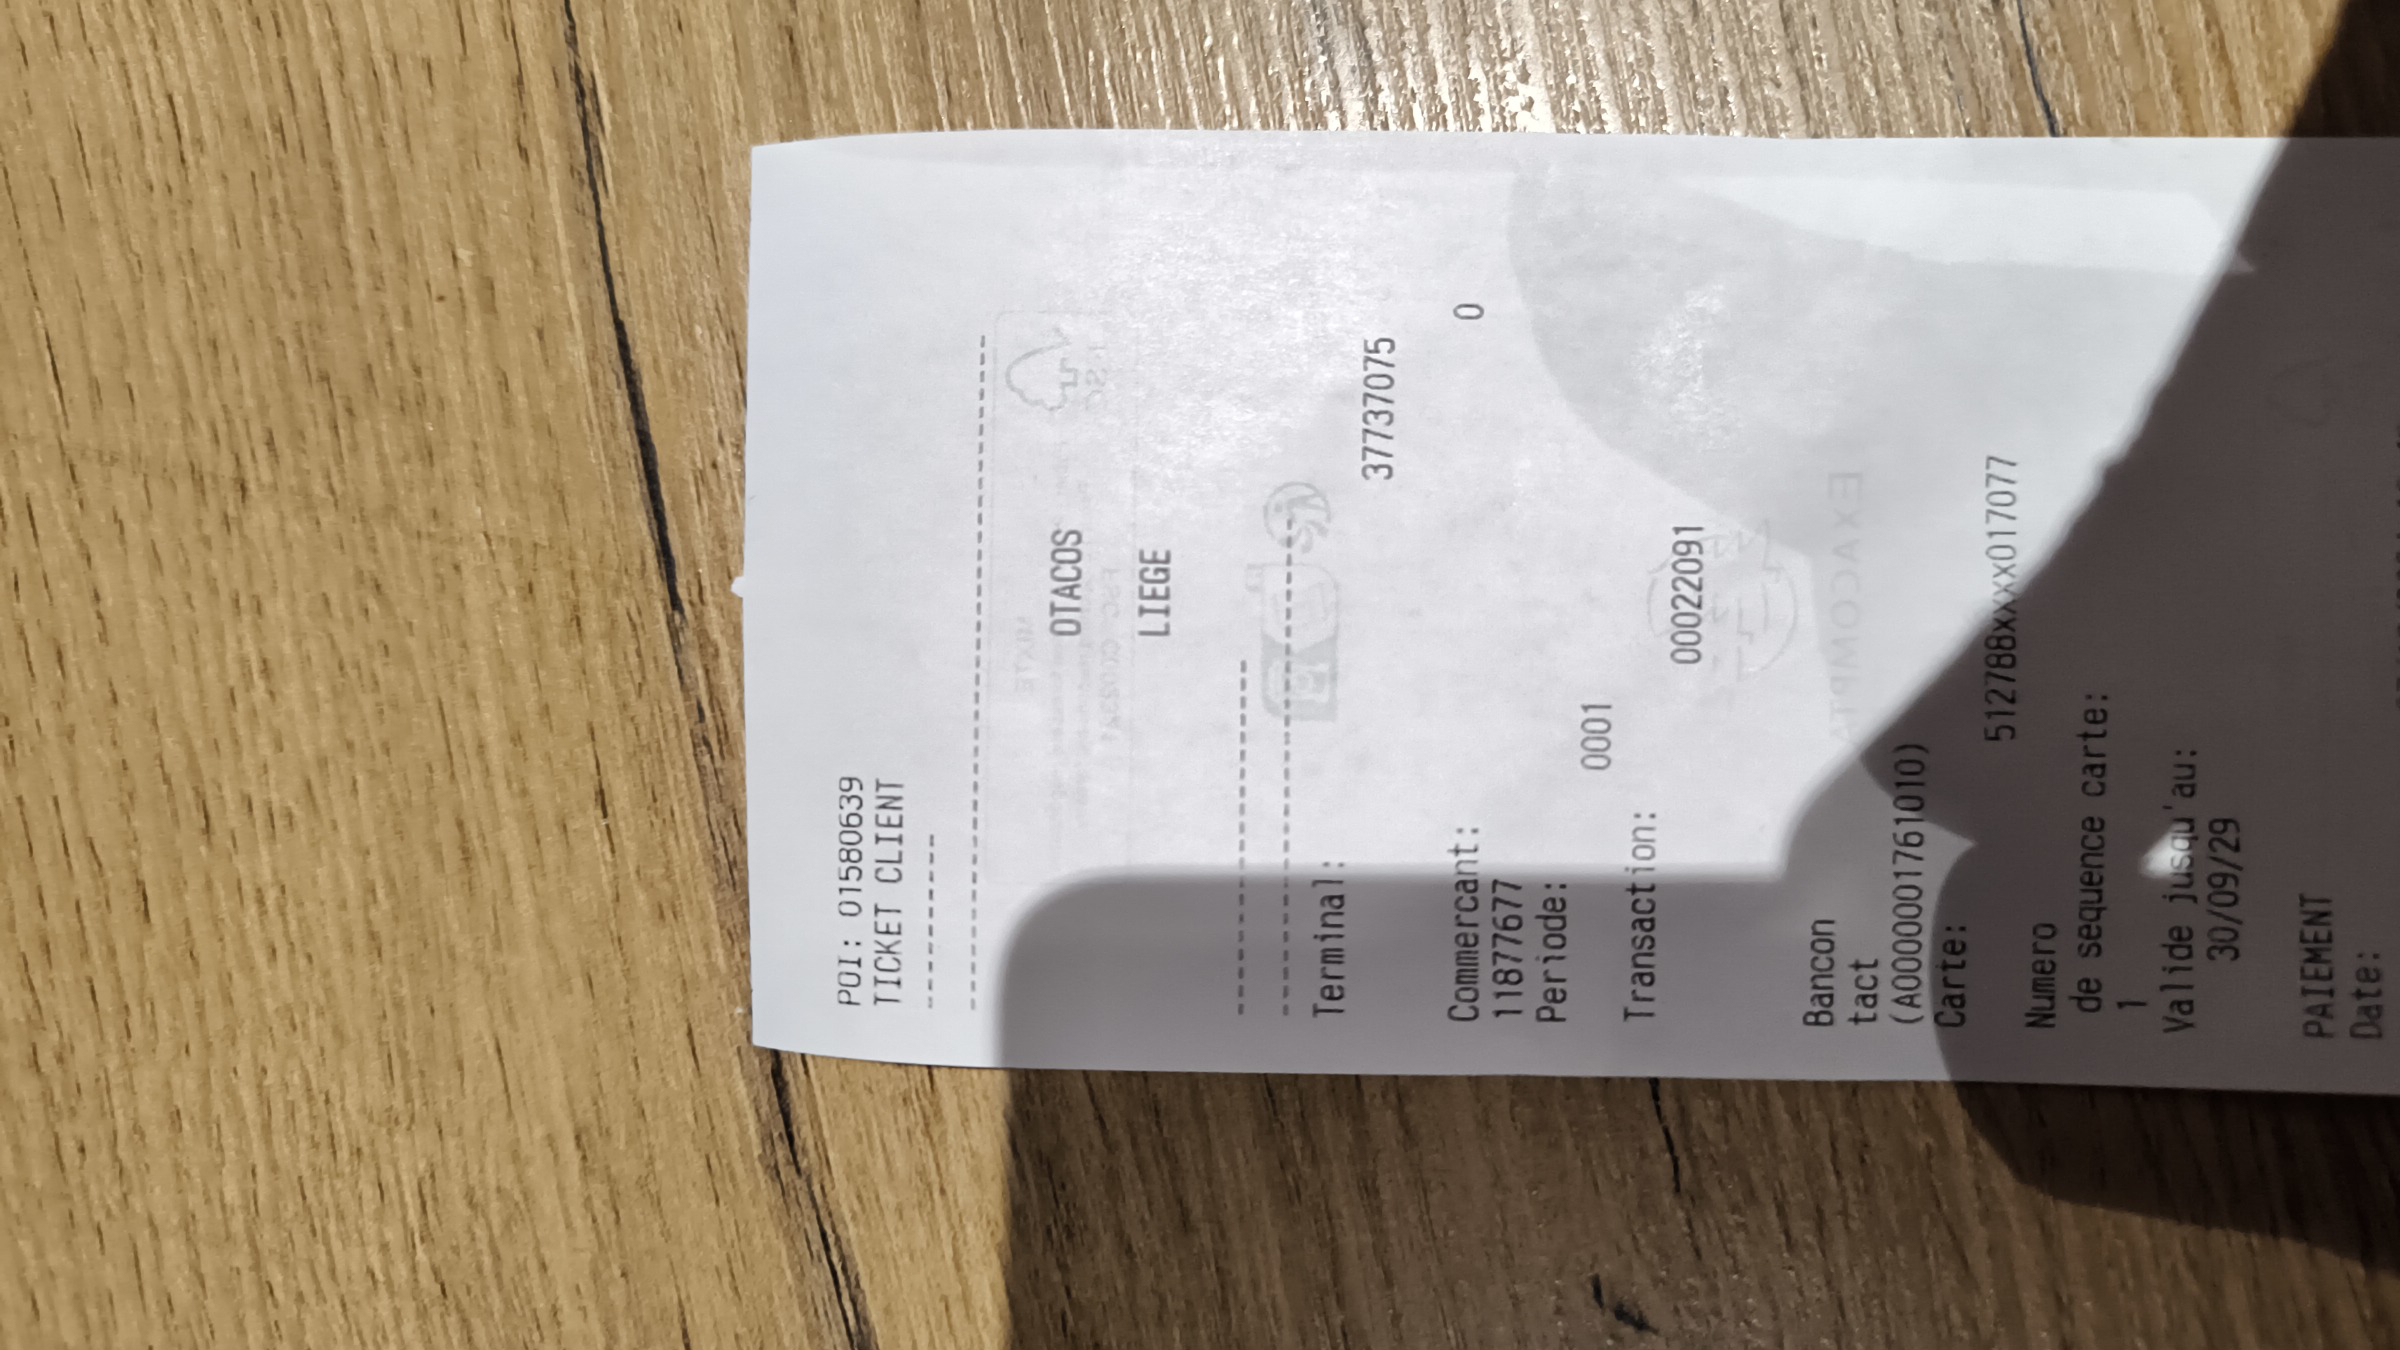 POI: 01580639
TICKET CLIENT
-----------
------------------------------------------
OTACOS
LIEGE
----------------------
-------------------------------
Terminal:
37737075
Commercant:
11877677 0
Periode:
0001
Transaction:
00022091
Bancon
tact
(A0000001761010)
Carte:
512788xxxx017077
Numero
de sequence carte:
1
Valide jusqu'au:
30/09/29
PAIEMENT
Date: